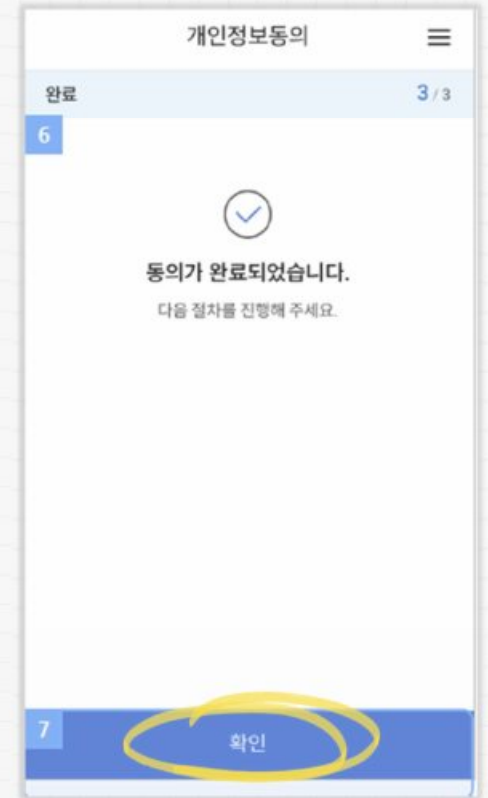 개인정보동의
완료 3 / 3
6
동의가 완료되었습니다.
다음 절차를 진행해 주세요.
7
확인